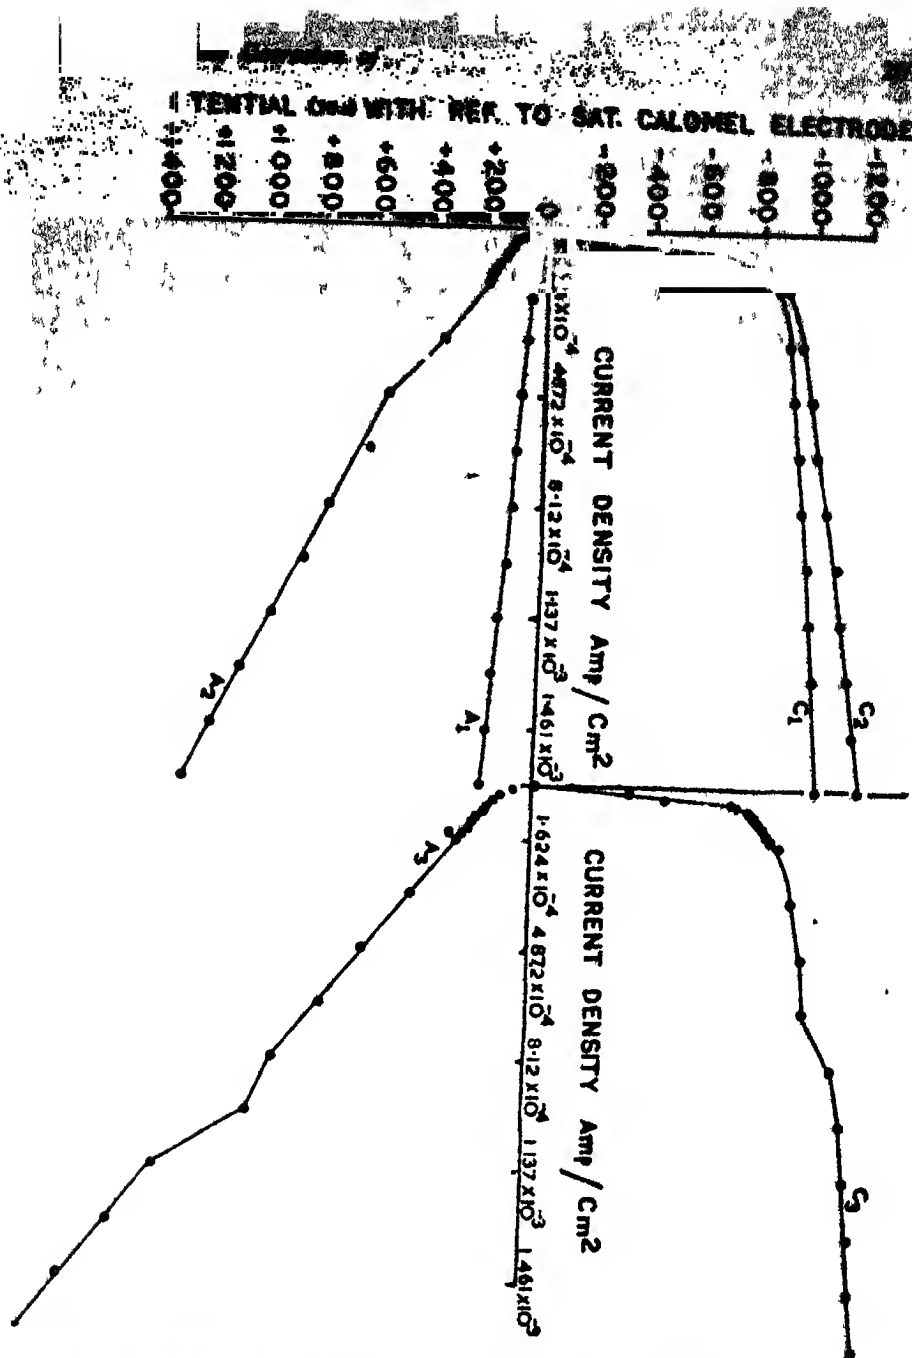 TENTIAL WITH REF. TO SAT. CALOMEL ELECTRODE
+1400 +1200 +1000 +800 +600 +400 +200 0 -200 -400 -600 -800 -1000 -1200
CURRENT DENSITY Amp/Cm2
4.872×10-4 8.12×10-4 1.137×10-3 1.461×10-3
A2
A1
C1
C2
CURRENT DENSITY Amp/Cm2
1.624×10-4 4.872×10-4 8.12×10-4 1.137×10-3 1.461×10-3
A3
C3